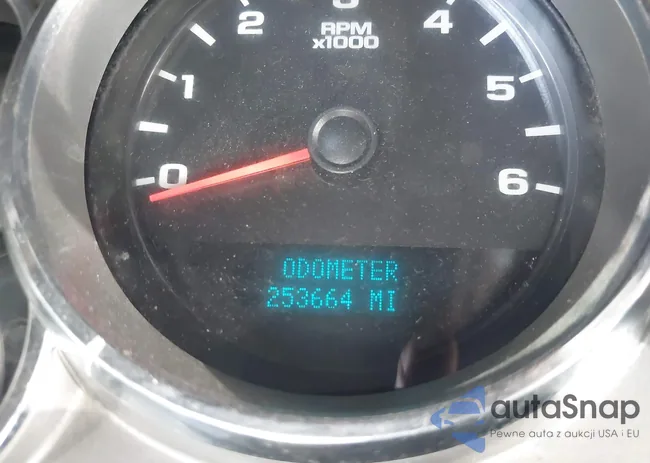 0
1
2
3
4
5
6
RPM
x1000
ODOMETER
253664 MI
autaSnap
Pewne auta z aukcji USA i EU